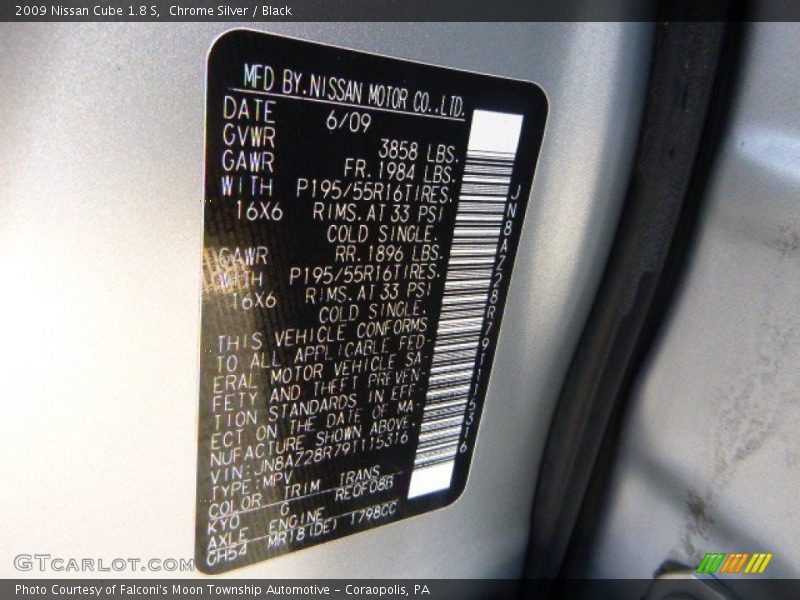 2009 Nissan Cube 1.8 S,  Chrome Silver / Black
MFD BY.NISSAN MOTOR CO.,LTD.
DATE 6/09
GVWR 3858 LBS.
GAWR FR.1984 LBS.
WITH P195/55R16TIRES.
16X6 RIMS.AT 33 PSI
COLD SINGLE.
GAWR RR.1896 LBS.
WITH P195/55R16TIRES.
16X6 RIMS.AT 33 PSI
COLD SINGLE.
THIS VEHICLE CONFORMS
TO ALL APPLICABLE FED-
ERAL MOTOR VEHICLE SA-
FETY AND THEFT PREVEN-
TION STANDARDS IN EFF-
ECT ON THE DATE OF MA-
NUFACTURE SHOWN ABOVE.
VIN:JN8AZ28R79T115316
TYPE:MPV
COLOR TRIM TRANS
KY0 G RE0F08B
AXLE ENGINE
CH54 MR18(DE) 1798CC
JN8AZ28R79T115316
GTCarLot.com
Photo Courtesy of Falconi's Moon Township Automotive - Coraopolis, PA